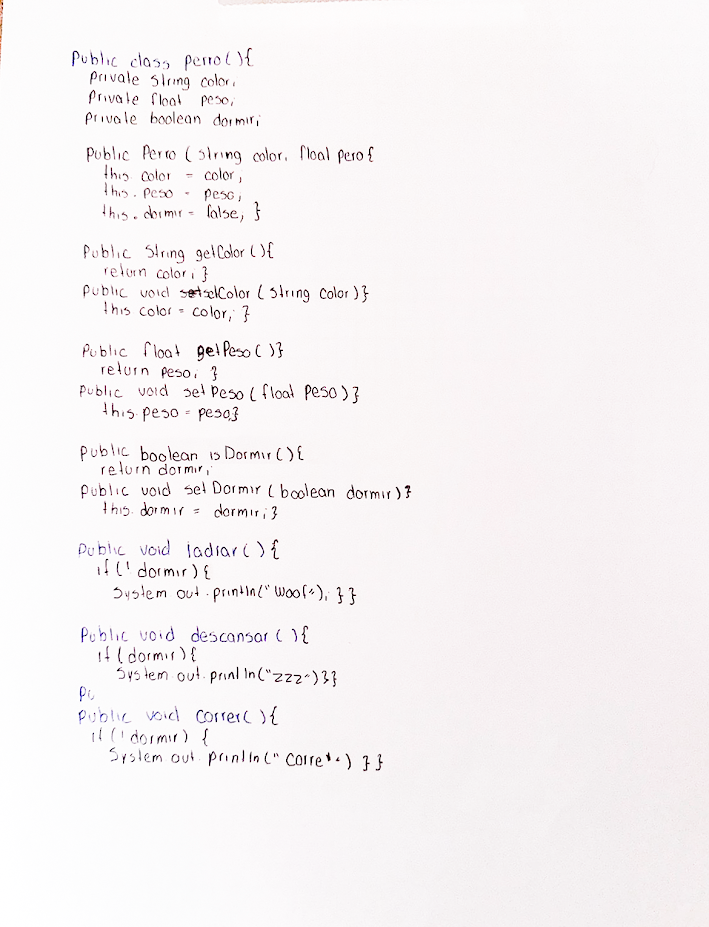 Public class perro(){
private String color;
private float peso;
private boolean dormir;
public Perro (string color, float pero{
this color = color;
this. peso = peso;
this. dormir = false; }
Public String getColor(){
return color; }
Public void setColor (string color)}
this color = color; }
Public float getPeso()}
return peso; }
Public void set Peso (float peso)}
this. peso = peso}
Public boolean is Dormir(){
return dormir;
Public void set Dormir (boolean dormir)}
this. dormir = dormir;}
Public void ladrar(){
if (! dormir){
System out. println("Woof"); }}
Public void descansar(){
if (dormir){
System. out. println("zzz")}}
Pu
Public void correr(){
if (! dormir) {
System. out. println("Corre") }}